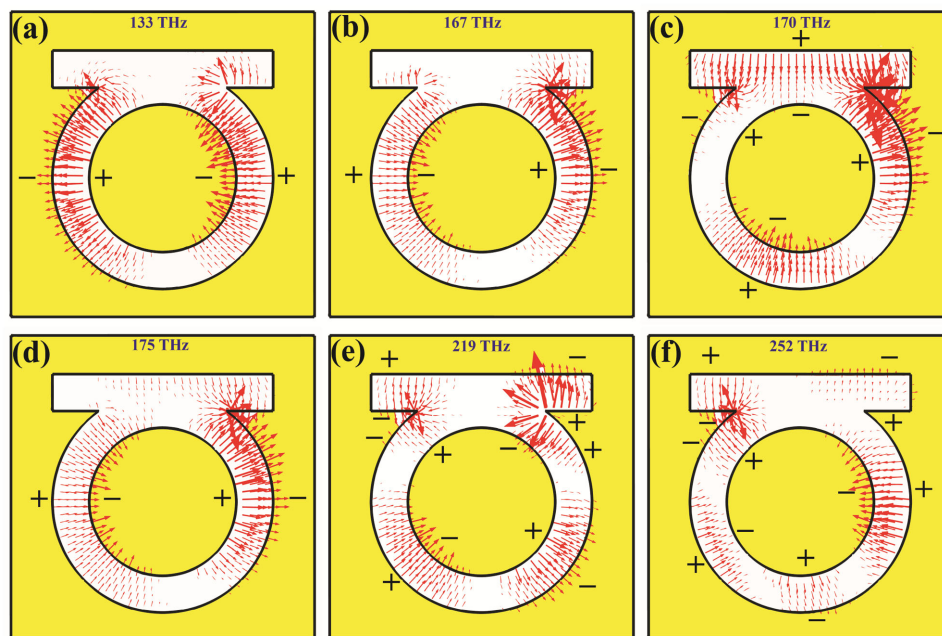 (a) 133 THz
(b) 167 THz
(c) 170 THz
+
− + − +
+ −
− + − +
+ − + −
−
+
(d) 175 THz
(e) 219 THz
(f) 252 THz
+ − + −
+ − + −
− + + −
− + − +
− +
+ −
+ − + −
− + − +
+ − +
−